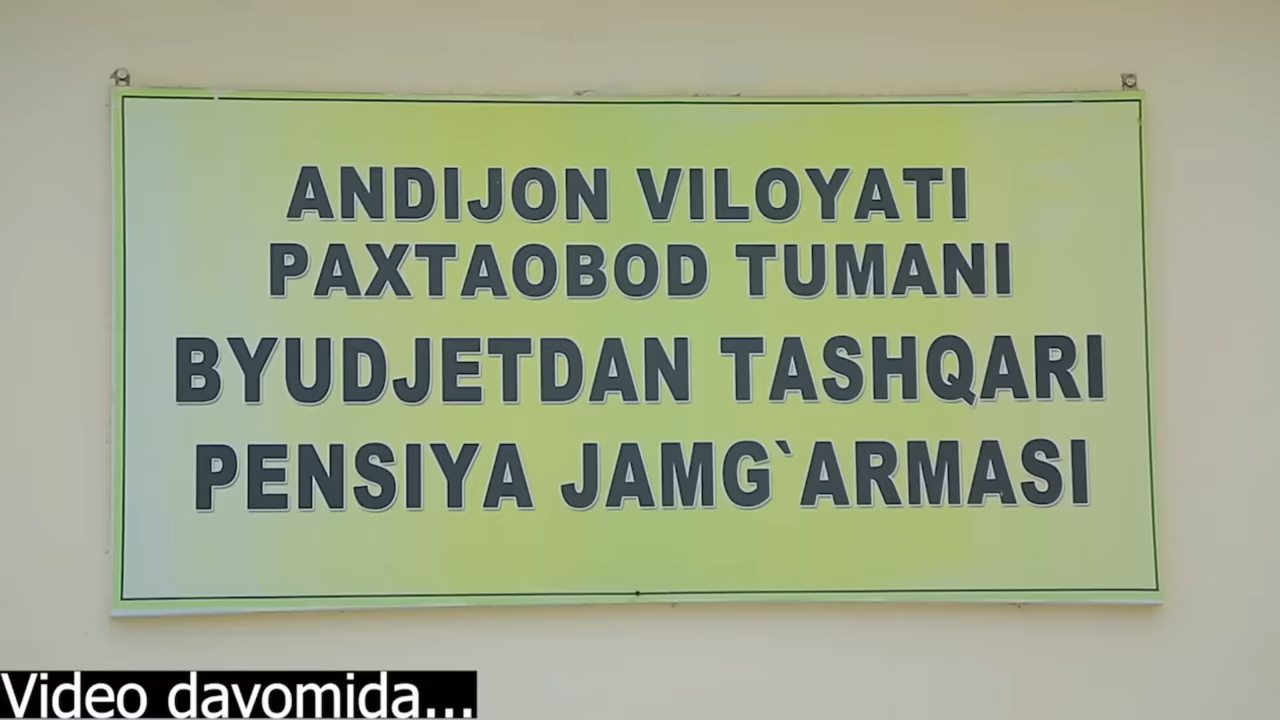 ANDIJON VILOYATI
PAXTAOBOD TUMANI
BYUDJETDAN TASHQARI
PENSIYA JAMG`ARMASI
Video davomida...